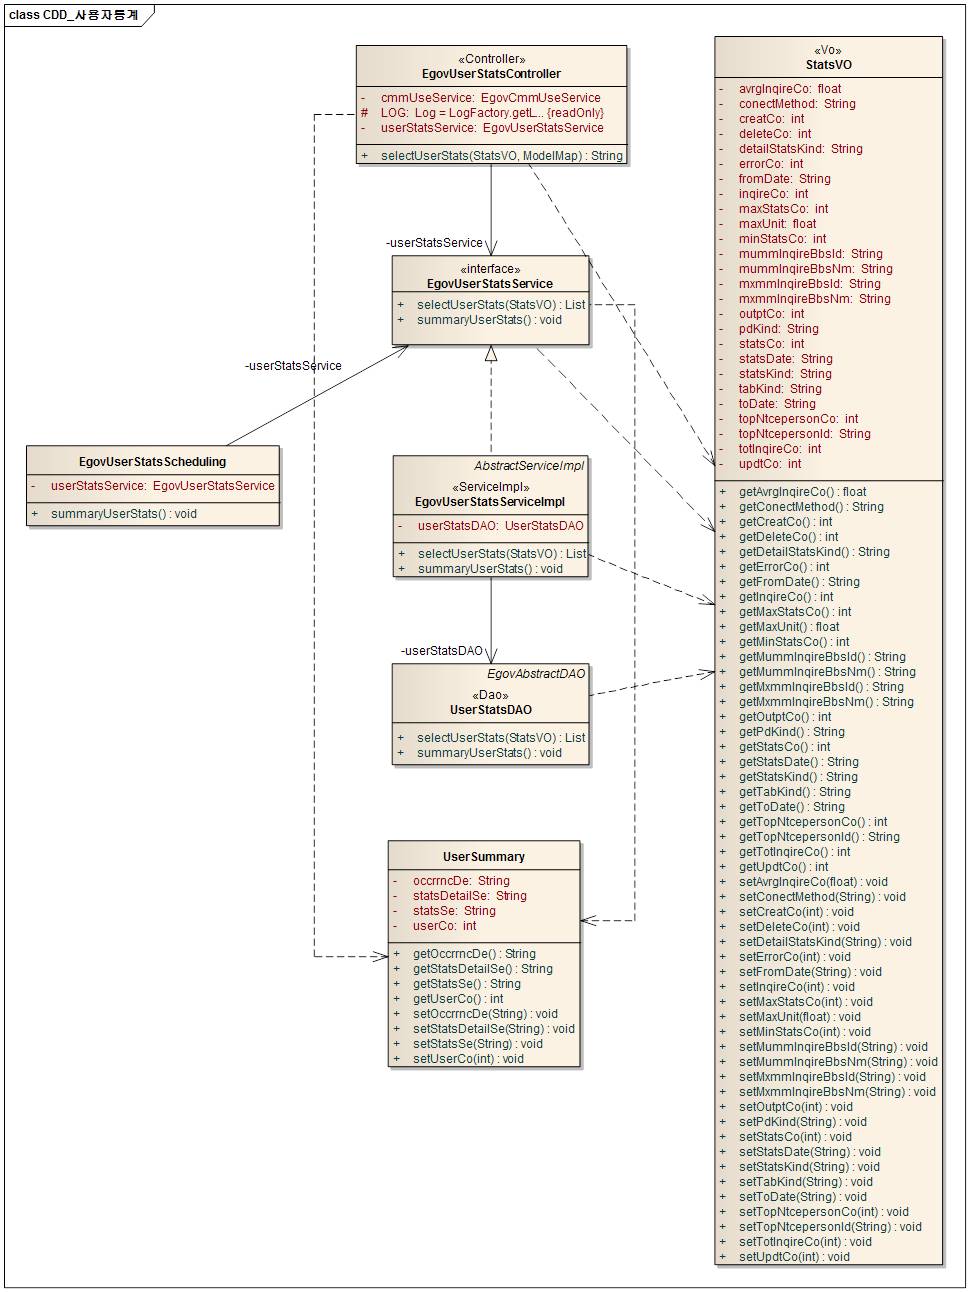 class CDD_사용자통계
«Controller»
EgovUserStatsController
- cmmUseService: EgovCmmUseService
# LOG: Log = LogFactory.getL... {readOnly}
- userStatsService: EgovUserStatsService
+ selectUserStats(StatsVO, ModelMap) : String
-userStatsService
«interface»
EgovUserStatsService
+ selectUserStats(StatsVO) : List
+ summaryUserStats() : void
-userStatsService
EgovUserStatsScheduling
- userStatsService: EgovUserStatsService
+ summaryUserStats() : void
AbstractServiceImpl
«ServiceImpl»
EgovUserStatsServiceImpl
- userStatsDAO: UserStatsDAO
+ selectUserStats(StatsVO) : List
+ summaryUserStats() : void
-userStatsDAO
EgovAbstractDAO
«Dao»
UserStatsDAO
+ selectUserStats(StatsVO) : List
+ summaryUserStats() : void
UserSummary
- occrrncDe: String
- statsDetailSe: String
- statsSe: String
- userCo: int
+ getOccrrncDe() : String
+ getStatsDetailSe() : String
+ getStatsSe() : String
+ getUserCo() : int
+ setOccrrncDe(String) : void
+ setStatsDetailSe(String) : void
+ setStatsSe(String) : void
+ setUserCo(int) : void
«Vo»
StatsVO
- avrgInqireCo: float
- conectMethod: String
- creatCo: int
- deleteCo: int
- detailStatsKind: String
- errorCo: int
- fromDate: String
- inqireCo: int
- maxStatsCo: int
- maxUnit: float
- minStatsCo: int
- mummInqireBbsId: String
- mummInqireBbsNm: String
- mxmmInqireBbsId: String
- mxmmInqireBbsNm: String
- outptCo: int
- pdKind: String
- statsCo: int
- statsDate: String
- statsKind: String
- tabKind: String
- toDate: String
- topNtcepersonCo: int
- topNtcepersonId: String
- totInqireCo: int
- updtCo: int
+ getAvrgInqireCo() : float
+ getConectMethod() : String
+ getCreatCo() : int
+ getDeleteCo() : int
+ getDetailStatsKind() : String
+ getErrorCo() : int
+ getFromDate() : String
+ getInqireCo() : int
+ getMaxStatsCo() : int
+ getMaxUnit() : float
+ getMinStatsCo() : int
+ getMummInqireBbsId() : String
+ getMummInqireBbsNm() : String
+ getMxmmInqireBbsId() : String
+ getMxmmInqireBbsNm() : String
+ getOutptCo() : int
+ getPdKind() : String
+ getStatsCo() : int
+ getStatsDate() : String
+ getStatsKind() : String
+ getTabKind() : String
+ getToDate() : String
+ getTopNtcepersonCo() : int
+ getTopNtcepersonId() : String
+ getTotInqireCo() : int
+ getUpdtCo() : int
+ setAvrgInqireCo(float) : void
+ setConectMethod(String) : void
+ setCreatCo(int) : void
+ setDeleteCo(int) : void
+ setDetailStatsKind(String) : void
+ setErrorCo(int) : void
+ setFromDate(String) : void
+ setInqireCo(int) : void
+ setMaxStatsCo(int) : void
+ setMaxUnit(float) : void
+ setMinStatsCo(int) : void
+ setMummInqireBbsId(String) : void
+ setMummInqireBbsNm(String) : void
+ setMxmmInqireBbsId(String) : void
+ setMxmmInqireBbsNm(String) : void
+ setOutptCo(int) : void
+ setPdKind(String) : void
+ setStatsCo(int) : void
+ setStatsDate(String) : void
+ setStatsKind(String) : void
+ setTabKind(String) : void
+ setToDate(String) : void
+ setTopNtcepersonCo(int) : void
+ setTopNtcepersonId(String) : void
+ setTotInqireCo(int) : void
+ setUpdtCo(int) : void